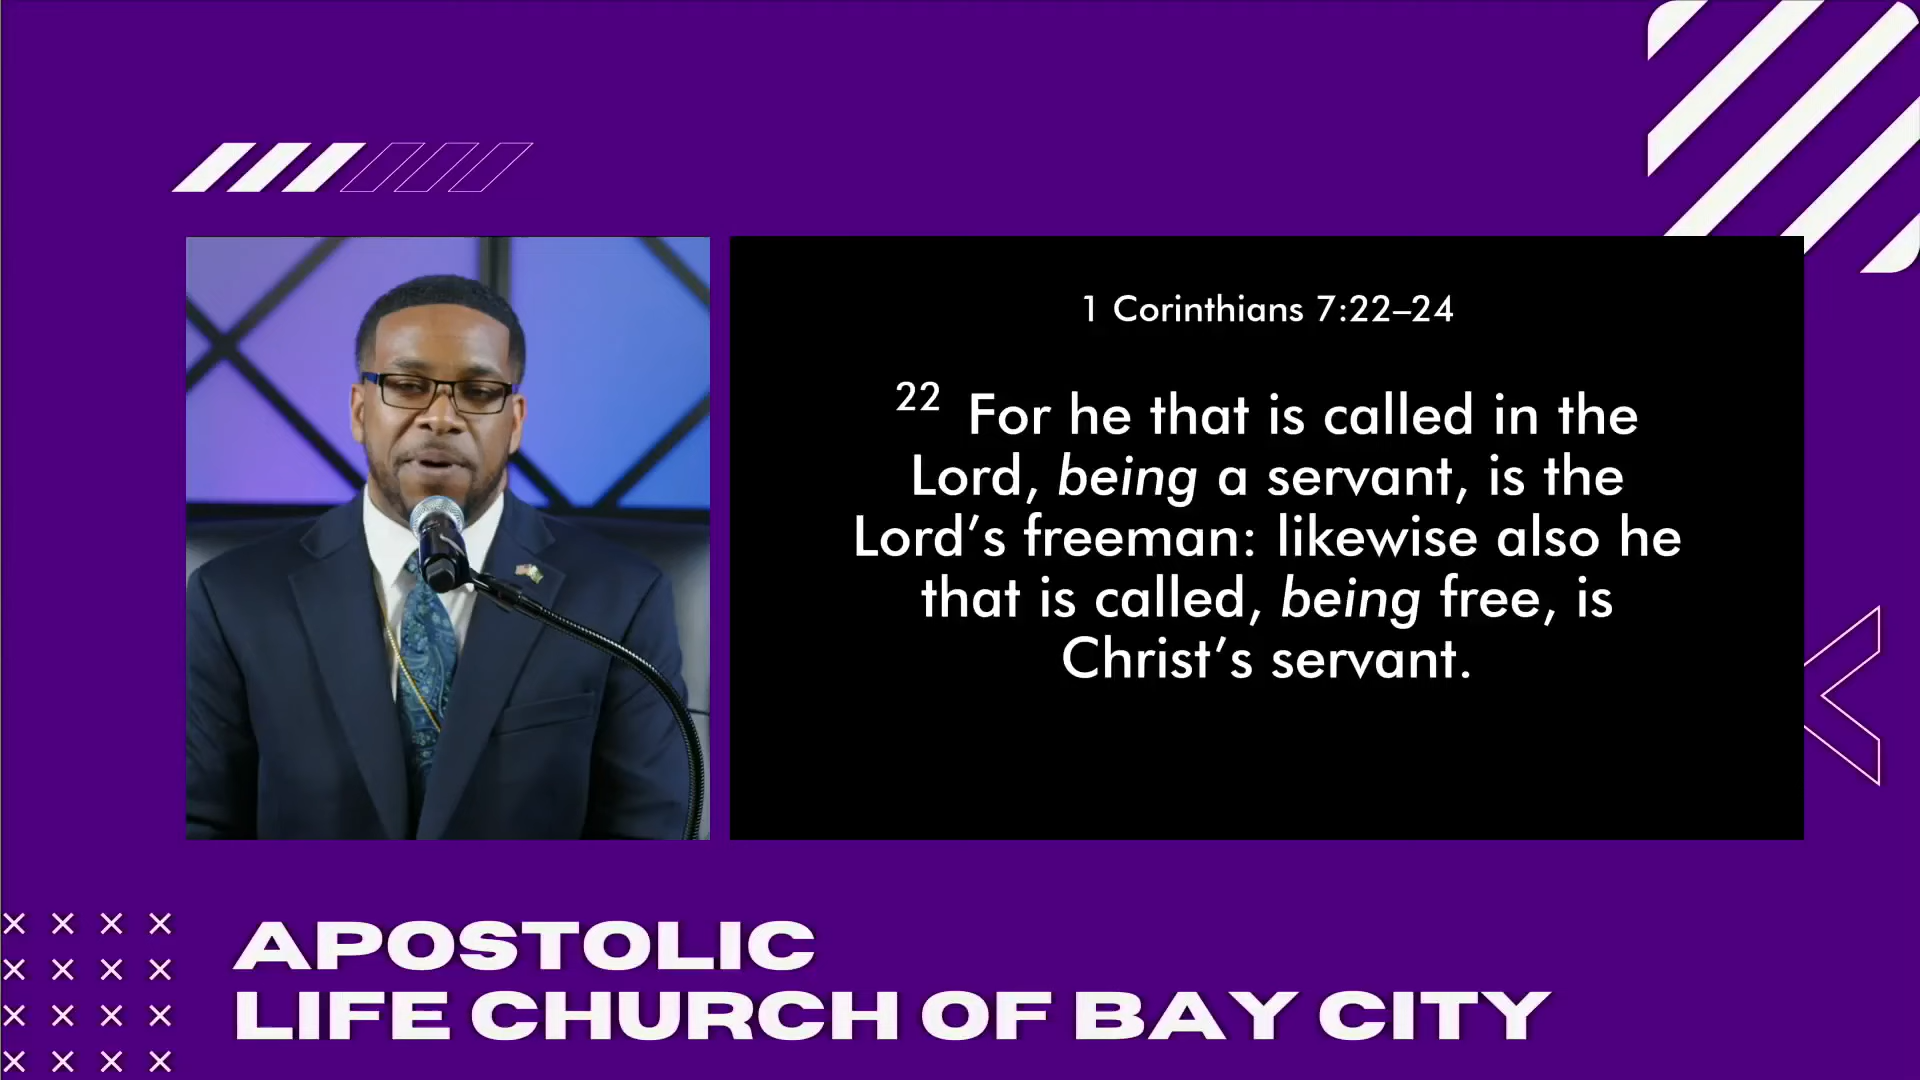 1 Corinthians 7:22–24
22 For he that is called in the
Lord, being a servant, is the
Lord’s freeman: likewise also he
that is called, being free, is
Christ’s servant.
APOSTOLIC
LIFE CHURCH OF BAY CITY